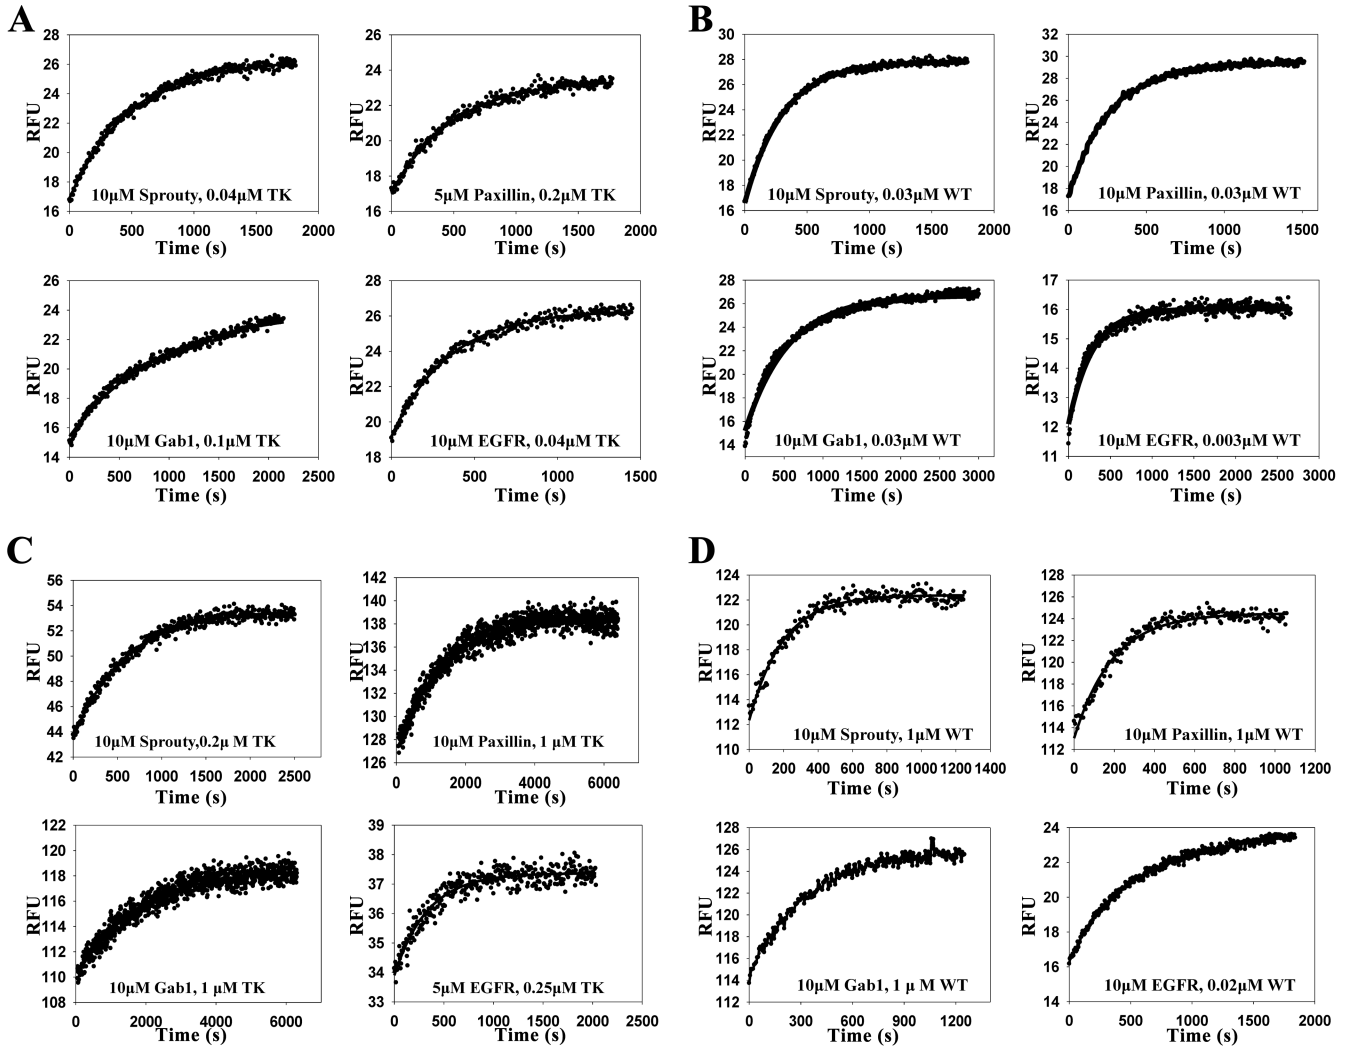 A
B
28
26
24
22
20
18
16
RFU
10μM Sprouty, 0.04μM TK
0 500 1000 1500 2000
Time (s)
26
24
22
20
18
16
RFU
5μM Paxillin, 0.2μM TK
0 500 1000 1500 2000
Time (s)
30
28
26
24
22
20
18
16
RFU
10μM Sprouty, 0.03μM WT
0 500 1000 1500 2000
Time (s)
32
30
28
26
24
22
20
18
16
RFU
10μM Paxillin, 0.03μM WT
0 500 1000 1500
Time (s)
26
24
22
20
18
16
14
RFU
10μM Gab1, 0.1μM TK
0 500 1000 1500 2000 2500
Time (s)
28
26
24
22
20
18
RFU
10μM EGFR, 0.04μM TK
0 500 1000 1500
Time (s)
28
26
24
22
20
18
16
14
RFU
10μM Gab1, 0.03μM WT
0 500 1000 1500 2000 2500 3000
Time (s)
17
16
15
14
13
12
11
RFU
10μM EGFR, 0.003μM WT
0 500 1000 1500 2000 2500 3000
Time (s)
C
D
56
54
52
50
48
46
44
42
RFU
10μM Sprouty,0.2μ M TK
0 500 1000 1500 2000 2500
Time (s)
142
140
138
136
134
132
130
128
126
RFU
10μM Paxillin, 1 μM TK
0 2000 4000 6000
Time (s)
124
122
120
118
116
114
112
110
RFU
10μM Sprouty, 1μM WT
0 200 400 600 800 1000 1200 1400
Time (s)
128
126
124
122
120
118
116
114
112
RFU
10μM Paxillin, 1μM WT
0 200 400 600 800 1000 1200
Time (s)
122
120
118
116
114
112
110
108
RFU
10μM Gab1, 1 μM TK
0 2000 4000 6000
Time (s)
39
38
37
36
35
34
33
RFU
5μM EGFR, 0.25μM TK
0 500 1000 1500 2000 2500
Time (s)
128
126
124
122
120
118
116
114
112
RFU
10μM Gab1, 1 μ M WT
0 300 600 900 1200
Time (s)
24
22
20
18
16
14
RFU
10μM EGFR, 0.02μM WT
0 500 1000 1500 2000
Time (s)